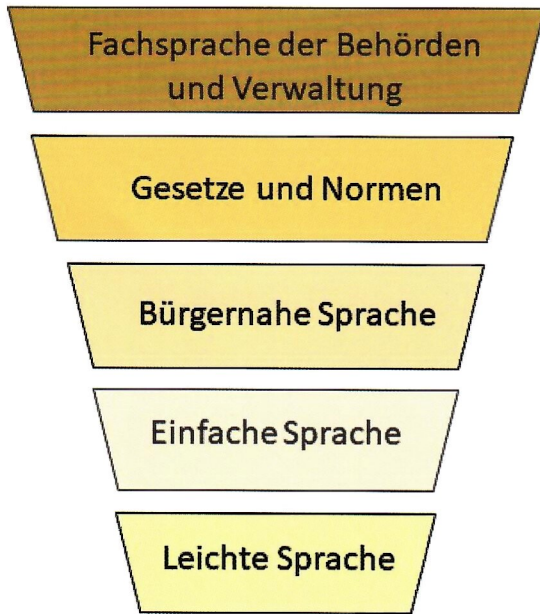 Fachsprache der Behörden
und Verwaltung
Gesetze und Normen
Bürgernahe Sprache
Einfache Sprache
Leichte Sprache